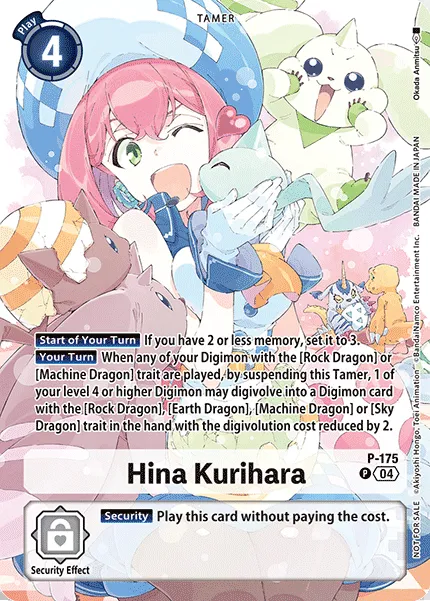 TAMER
Play
4
Okada Anmitsu
Start of Your Turn If you have 2 or less memory, set it to 3.
Your Turn When any of your Digimon with the [Rock Dragon] or
[Machine Dragon] trait are played, by suspending this Tamer, 1 of
your level 4 or higher Digimon may digivolve into a Digimon card
with the [Rock Dragon], [Earth Dragon], [Machine Dragon] or [Sky
Dragon] trait in the hand with the digivolution cost reduced by 2.
P-175
Hina Kurihara
P 04
Security Play this card without paying the cost.
Security Effect
NOT FOR SALE ©Akiyoshi Hongo, Toei Animation ©BandaiNamco Entertainment Inc. BANDAI MADE IN JAPAN